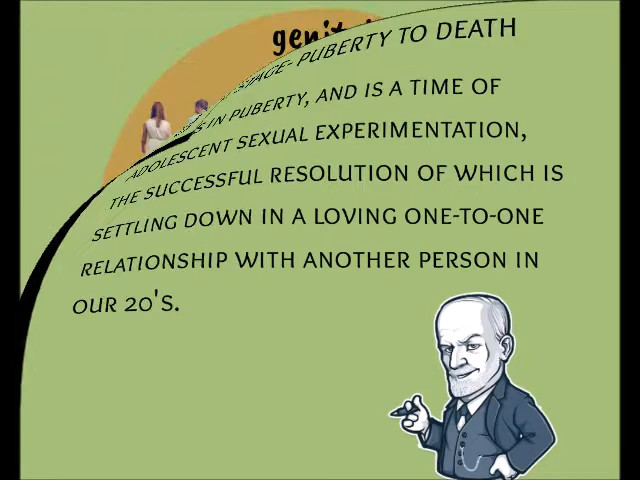 genit
STAGE- PUBERTY TO DEATH
S IN PUBERTY, AND IS A TIME OF
ADOLESCENT SEXUAL EXPERIMENTATION,
THE SUCCESSFUL RESOLUTION OF WHICH IS
SETTLING DOWN IN A LOVING ONE-TO-ONE
RELATIONSHIP WITH ANOTHER PERSON IN
OUR 20'S.